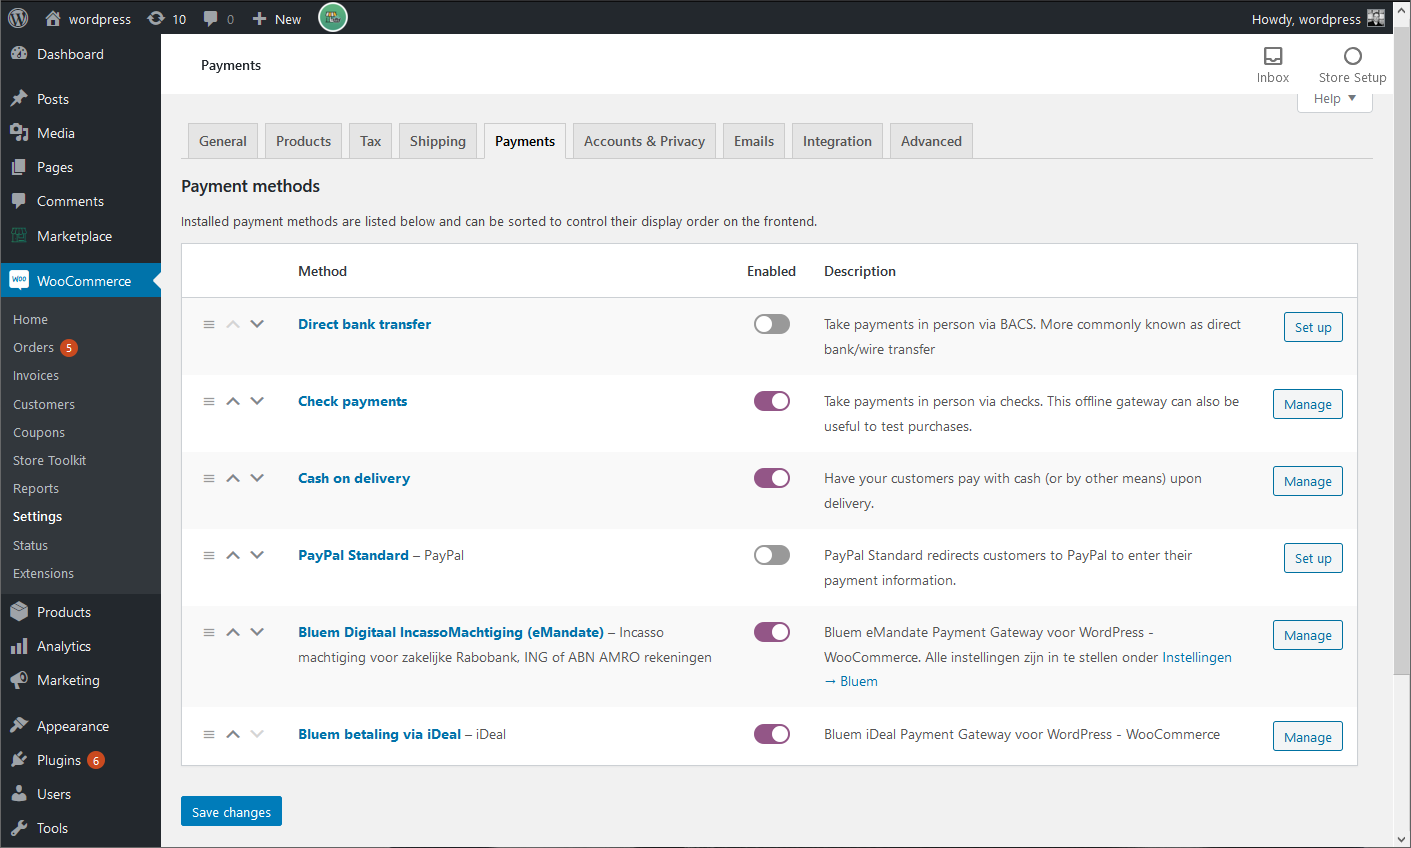 wordpress 10 0 New Howdy, wordpress
Dashboard
Posts
Media
Pages
Comments
Marketplace
WOO WooCommerce
Home
Orders 5
Invoices
Customers
Coupons
Store Toolkit
Reports
Settings
Status
Extensions
Products
Analytics
Marketing
Appearance
Plugins 6
Users
Tools
Payments
Inbox Store Setup
Help
General Products Tax Shipping Payments Accounts & Privacy Emails Integration Advanced
Payment methods
Installed payment methods are listed below and can be sorted to control their display order on the frontend.
Method Enabled Description
Direct bank transfer Take payments in person via BACS. More commonly known as direct Set up
bank/wire transfer
Check payments Take payments in person via checks. This offline gateway can also be Manage
useful to test purchases.
Cash on delivery Have your customers pay with cash (or by other means) upon Manage
delivery.
PayPal Standard – PayPal PayPal Standard redirects customers to PayPal to enter their Set up
payment information.
Bluem Digitaal IncassoMachtiging (eMandate) – Incasso Bluem eMandate Payment Gateway voor WordPress - Manage
machtiging voor zakelijke Rabobank, ING of ABN AMRO rekeningen WooCommerce. Alle instellingen zijn in te stellen onder Instellingen
→ Bluem
Bluem betaling via iDeal – iDeal Bluem iDeal Payment Gateway voor WordPress - WooCommerce Manage
Save changes